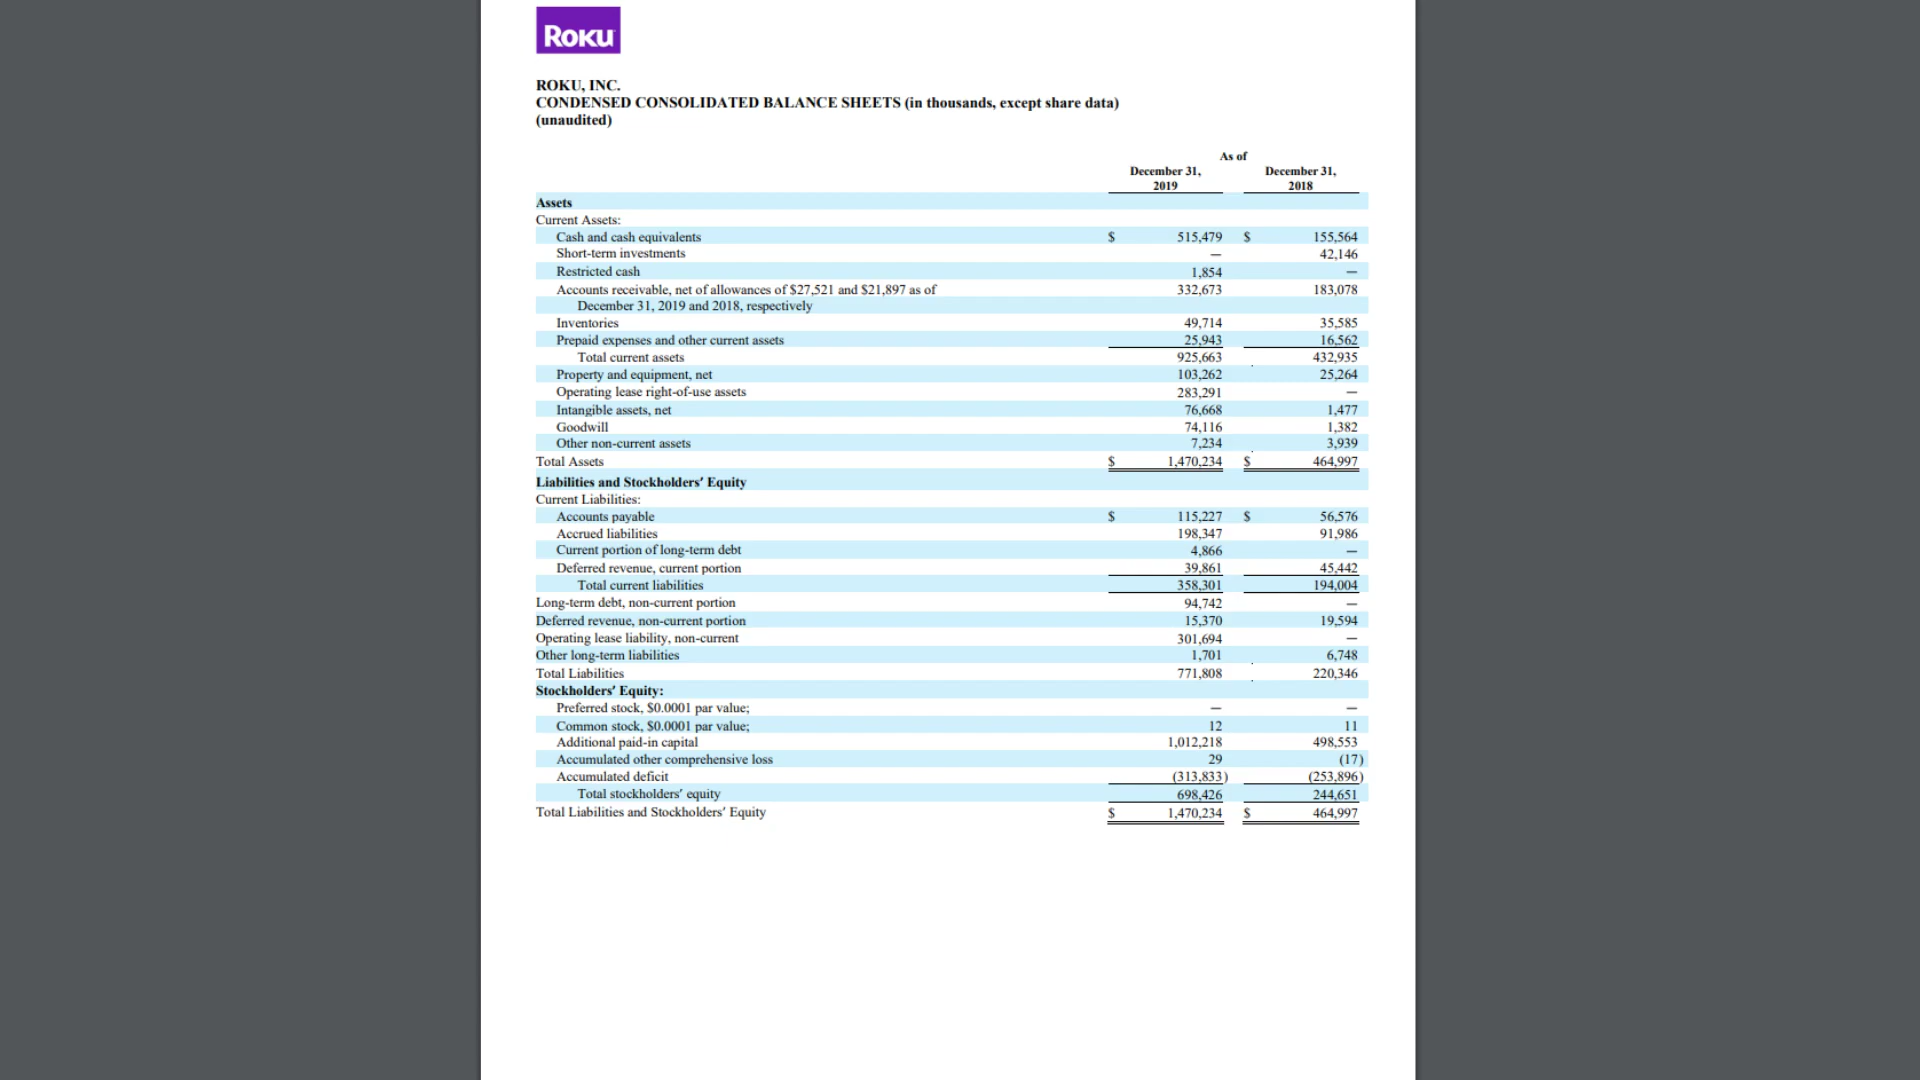 ROKU
ROKU, INC.
CONDENSED CONSOLIDATED BALANCE SHEETS (in thousands, except share data)
(unaudited)
As of
December 31, December 31,
2019 2018
Assets
Current Assets:
Cash and cash equivalents $ 515,479 $ 155,564
Short-term investments — 42,146
Restricted cash 1,854 —
Accounts receivable, net of allowances of $27,521 and $21,897 as of 332,673 183,078
December 31, 2019 and 2018, respectively
Inventories 49,714 35,585
Prepaid expenses and other current assets 25,943 16,562
Total current assets 925,663 432,935
Property and equipment, net 103,262 25,264
Operating lease right-of-use assets 283,291 —
Intangible assets, net 76,668 1,477
Goodwill 74,116 1,382
Other non-current assets 7,234 3,939
Total Assets $ 1,470,234 $ 464,997
Liabilities and Stockholders' Equity
Current Liabilities:
Accounts payable $ 115,227 $ 56,576
Accrued liabilities 198,347 91,986
Current portion of long-term debt 4,866 —
Deferred revenue, current portion 39,861 45,442
Total current liabilities 358,301 194,004
Long-term debt, non-current portion 94,742 —
Deferred revenue, non-current portion 15,370 19,594
Operating lease liability, non-current 301,694 —
Other long-term liabilities 1,701 6,748
Total Liabilities 771,808 220,346
Stockholders' Equity:
Preferred stock, $0.0001 par value; — —
Common stock, $0.0001 par value; 12 11
Additional paid-in capital 1,012,218 498,553
Accumulated other comprehensive loss 29 (17)
Accumulated deficit (313,833) (253,896)
Total stockholders' equity 698,426 244,651
Total Liabilities and Stockholders' Equity $ 1,470,234 $ 464,997